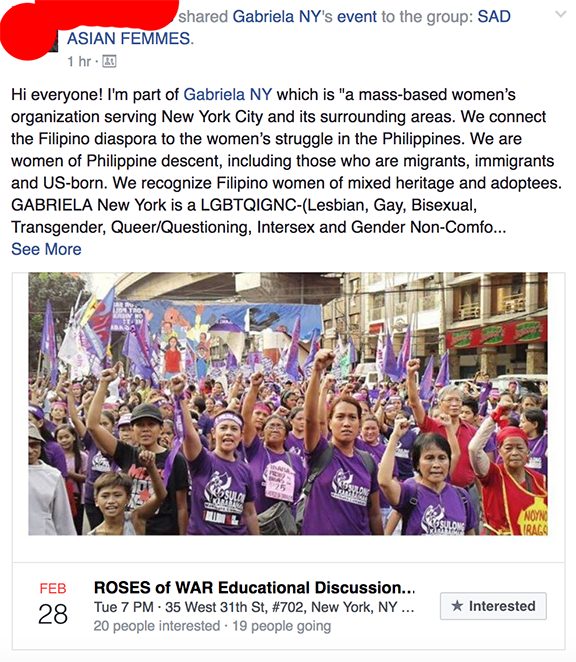 shared Gabriela NY's event to the group: SAD
ASIAN FEMMES.
1 hr ·
Hi everyone! I'm part of Gabriela NY which is "a mass-based women's
organization serving New York City and its surrounding areas. We connect
the Filipino diaspora to the women's struggle in the Philippines. We are
women of Philippine descent, including those who are migrants, immigrants
and US-born. We recognize Filipino women of mixed heritage and adoptees.
GABRIELA New York is a LGBTQIGNC-(Lesbian, Gay, Bisexual,
Transgender, Queer/Questioning, Intersex and Gender Non-Comfo...
See More
SULONG
SULONG
NOYNO
IRAG
FEB
28
ROSES of WAR Educational Discussion...
Tue 7 PM · 35 West 31th St, #702, New York, NY ...
20 people interested · 19 people going
★ Interested